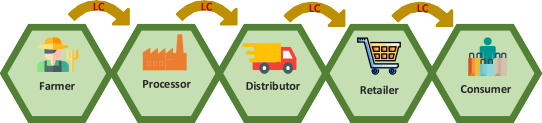 LC
LC
LC
LC
Farmer
Processor
Distributor
Retailer
Consumer